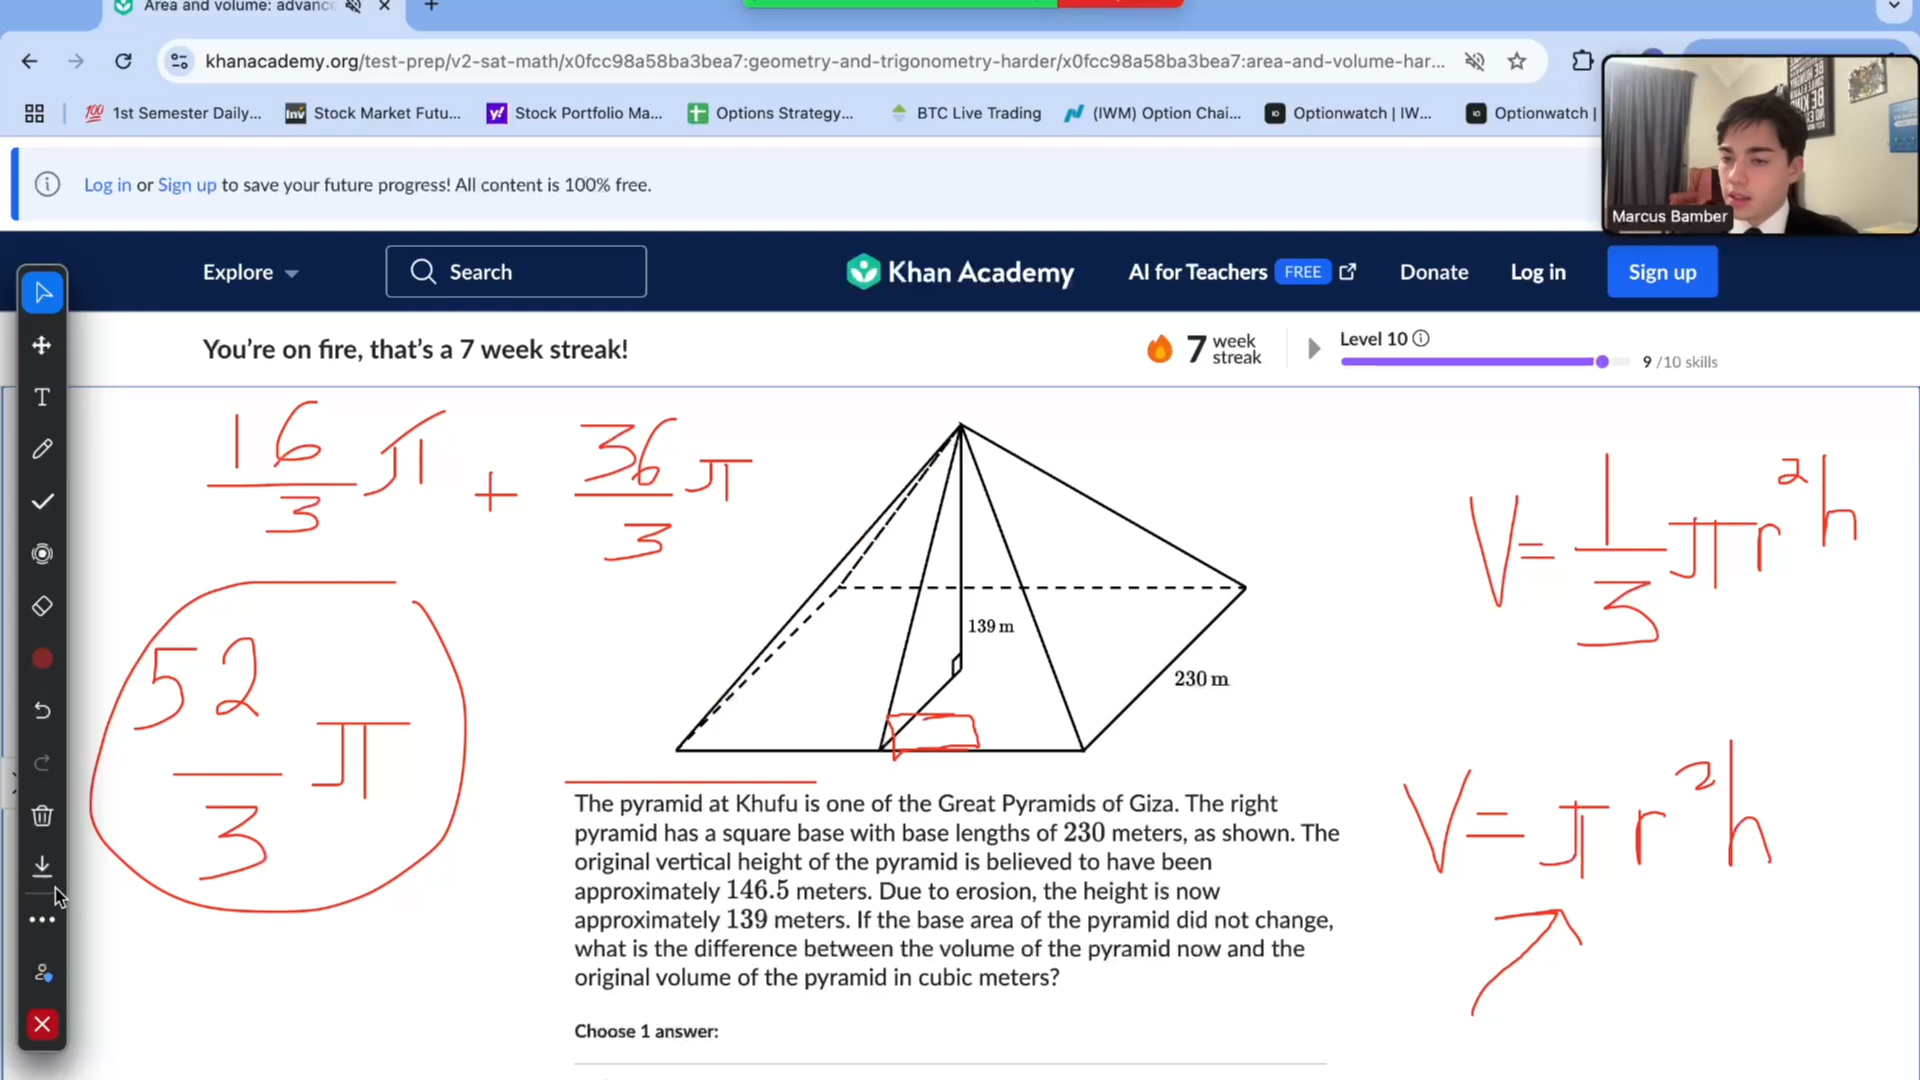 Area and volume: advanc
khanacademy.org/test-prep/v2-sat-math/x0fcc98a58ba3bea7:geometry-and-trigonometry-harder/x0fcc98a58ba3bea7:area-and-volume-har...
1st Semester Daily...
Stock Market Futu...
Stock Portfolio Ma...
Options Strategy...
BTC Live Trading
(IWM) Option Chai...
Optionwatch | IW...
Optionwatch |
Marcus Bamber
Log in or Sign up to save your future progress! All content is 100% free.
Explore
Search
Khan Academy
AI for Teachers FREE
Donate
Log in
Sign up
You're on fire, that's a 7 week streak!
7 week streak
Level 10
9 /10 skills
16/3 π + 36/3 π
52/3 π
139 m
230 m
V= 1/3 πr²h
V= πr²h
The pyramid at Khufu is one of the Great Pyramids of Giza. The right
pyramid has a square base with base lengths of 230 meters, as shown. The
original vertical height of the pyramid is believed to have been
approximately 146.5 meters. Due to erosion, the height is now
approximately 139 meters. If the base area of the pyramid did not change,
what is the difference between the volume of the pyramid now and the
original volume of the pyramid in cubic meters?
Choose 1 answer: